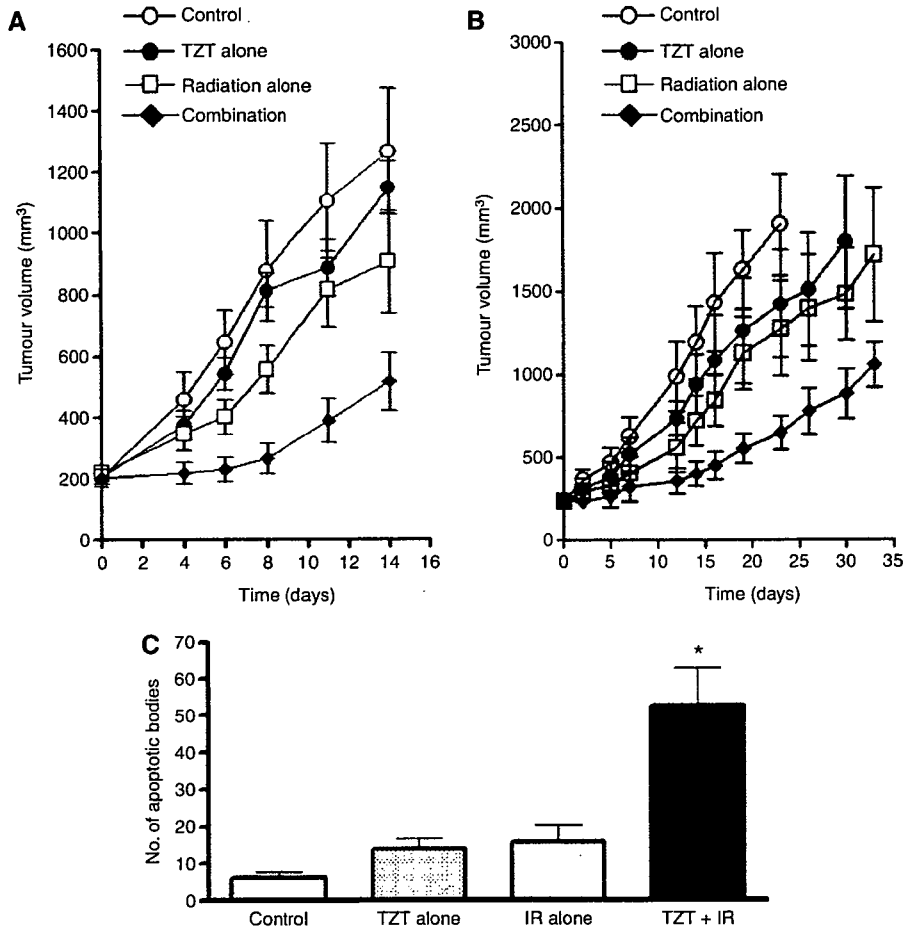 A
Control
TZT alone
Radiation alone
Combination
1600
1400
1200
1000
800
600
400
200
0
Tumour volume (mm³)
0 2 4 6 8 10 11 14 16
Time (days)
B
Control
TZT alone
Radiation alone
Combination
3000
2500
2000
1500
1000
500
0
Tumour volume (mm³)
0 5 10 15 20 25 30 35
Time (days)
C
70
60
50
40
30
20
10
0
No. of apoptotic bodies
*
Control TZT alone IR alone TZT + IR